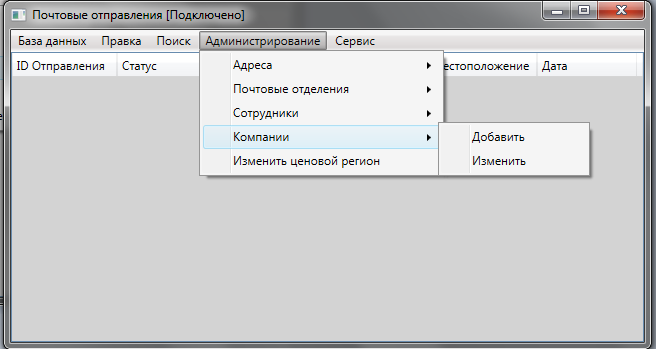 Почтовые отправления [Подключено]
База данных Правка Поиск Администрирование Сервис
ID Отправления Статус естоположение Дата
Адреса
Почтовые отделения
Сотрудники
Компании Добавить
Изменить ценовой регион Изменить